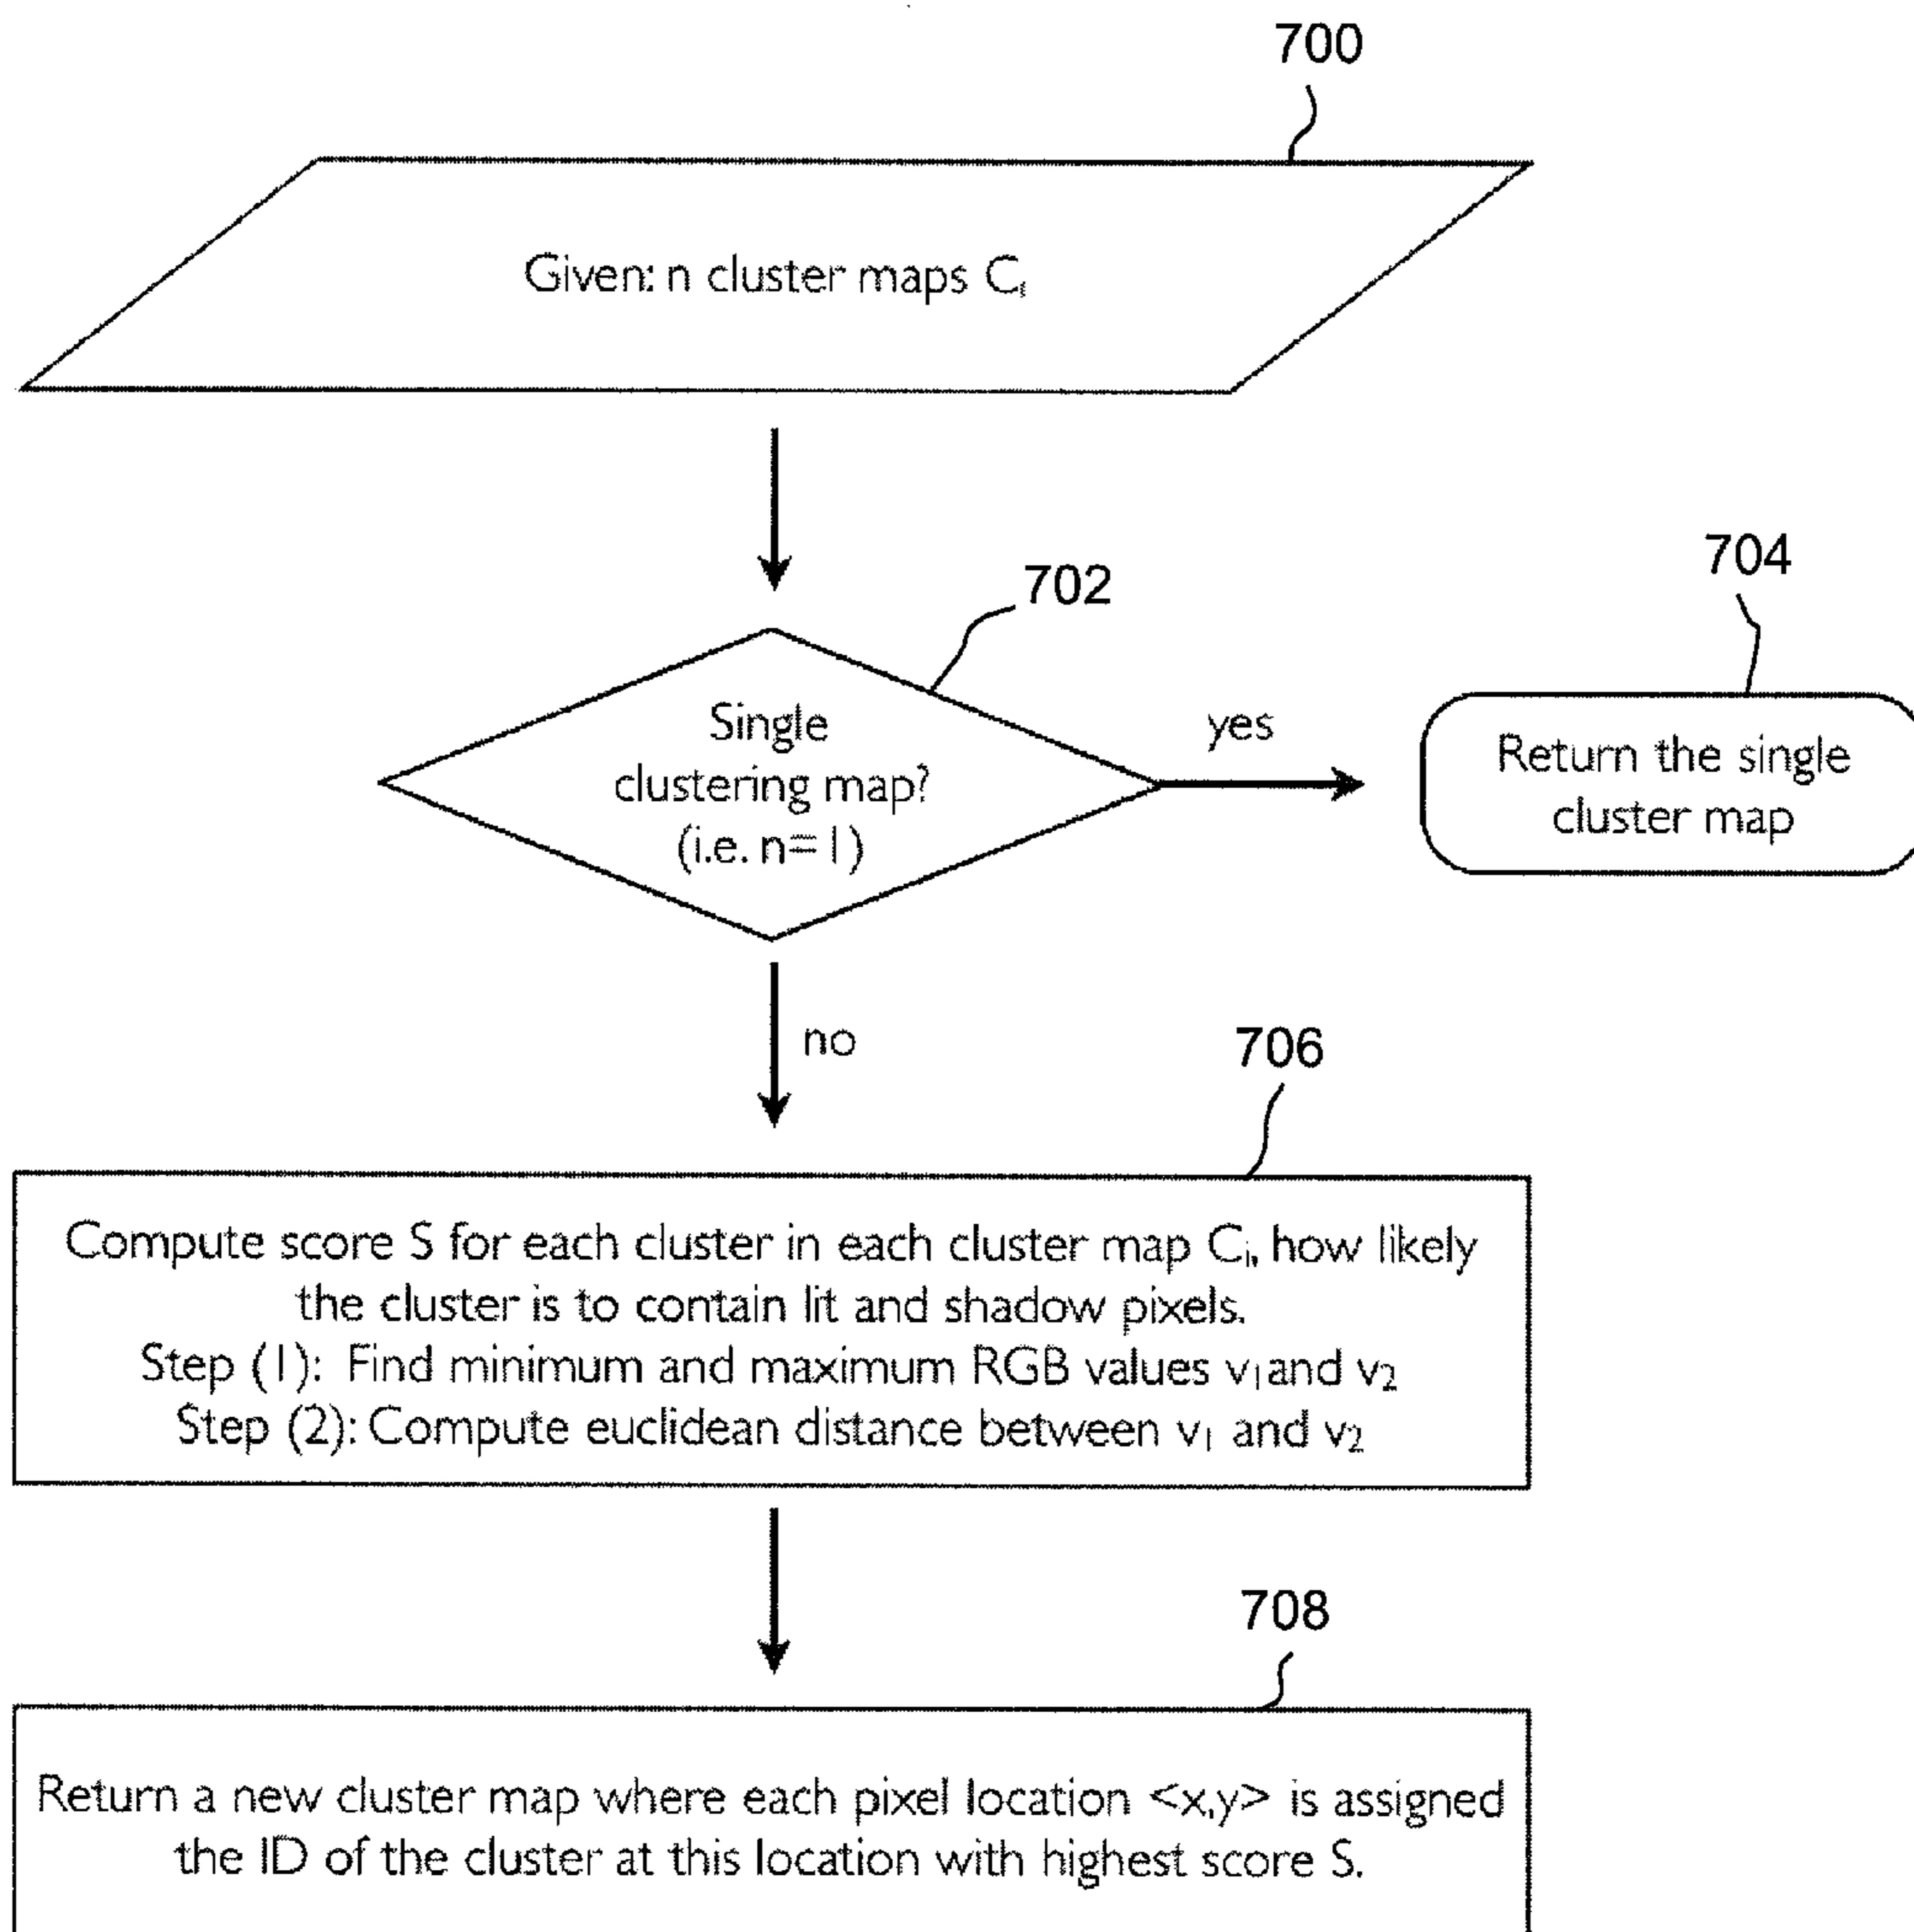 700
Given: n cluster maps Cᵢ
702
704
Single
clustering map?
(i.e. n=1)
yes
Return the single
cluster map
no
706
Compute score S for each cluster in each cluster map Cᵢ, how likely
the cluster is to contain lit and shadow pixels.
Step (1): Find minimum and maximum RGB values v₁ and v₂
Step (2): Compute euclidean distance between v₁ and v₂
708
Return a new cluster map where each pixel location <x,y> is assigned
the ID of the cluster at this location with highest score S.